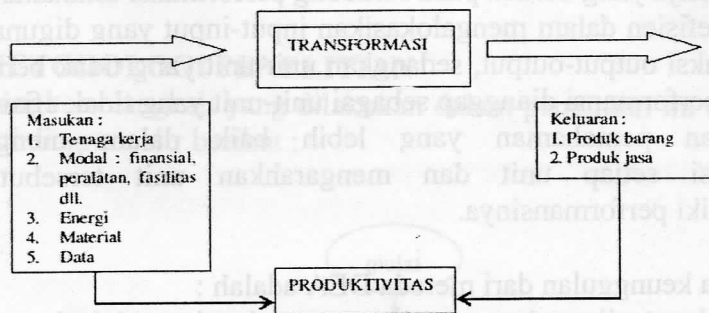 TRANSFORMASI
Masukan :
1. Tenaga kerja
2. Modal : finansial,
peralatan, fasilitas
dll.
3. Energi
4. Material
5. Data
Keluaran :
1. Produk barang
2. Produk jasa
PRODUKTIVITAS